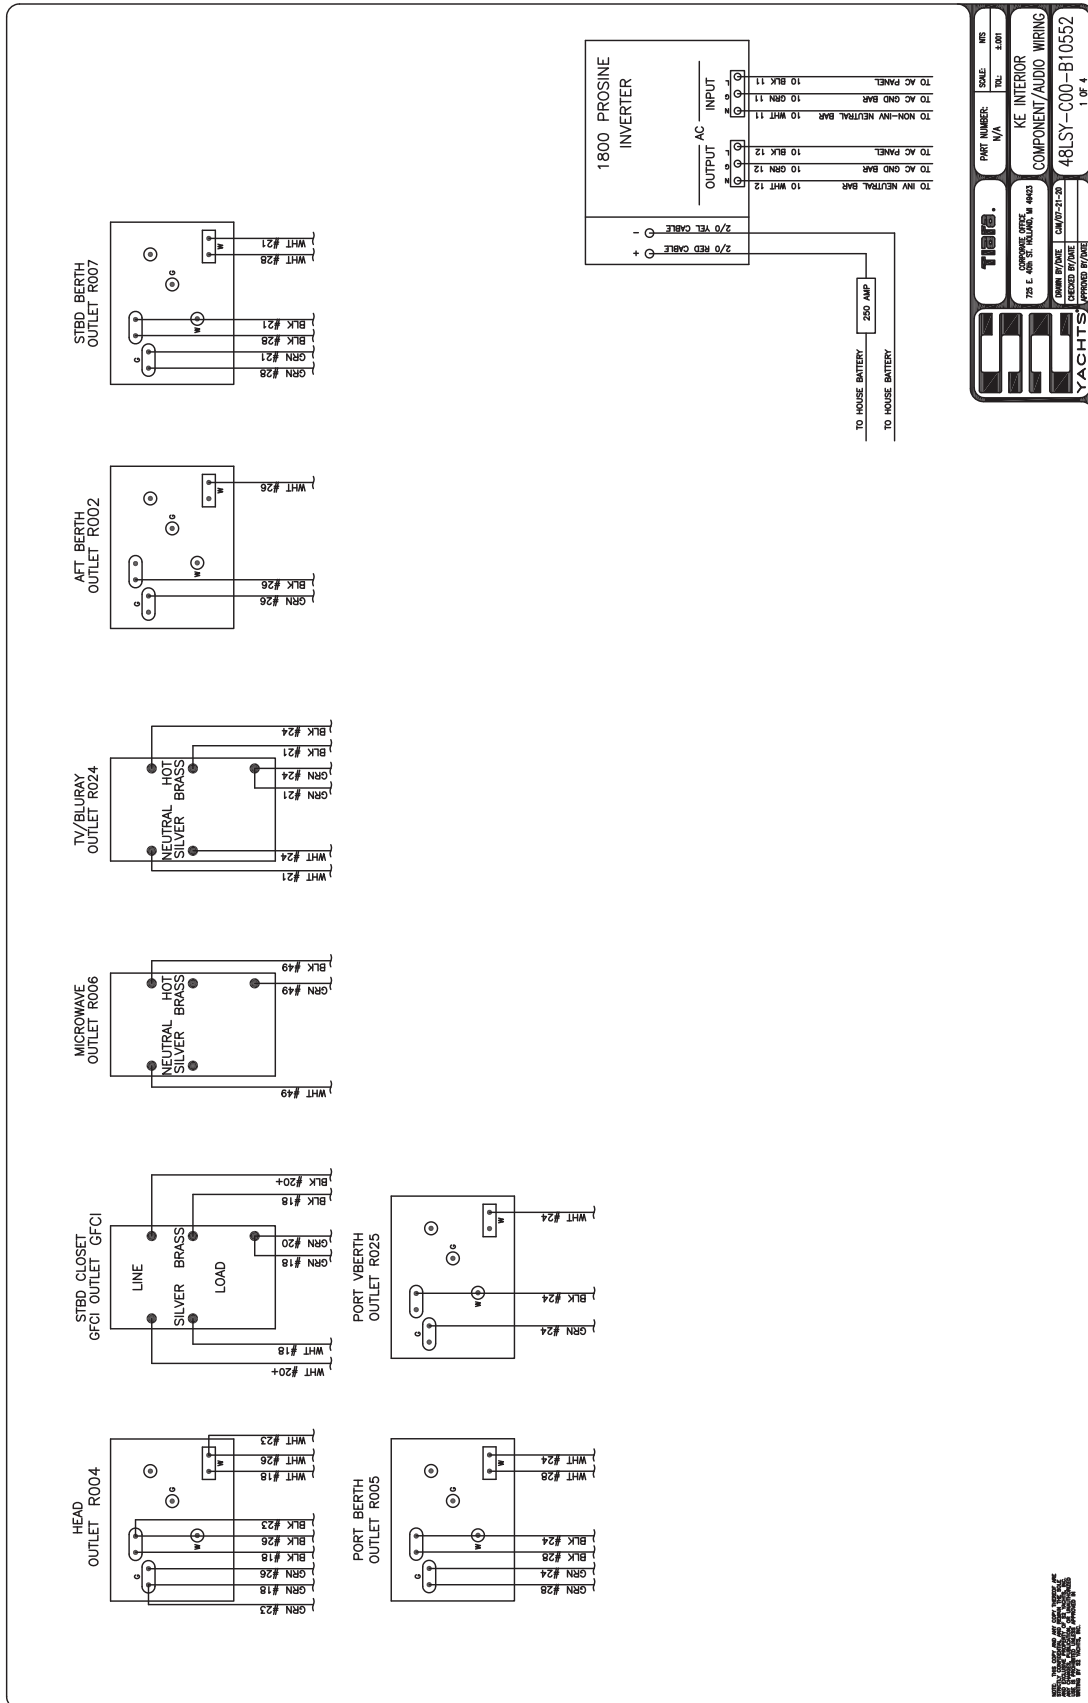 HEAD
OUTLET R004
G
W
G
W
GRN #23
GRN #18
GRN #26
BLK #18
BLK #26
BLK #23
WHT #18
WHT #26
WHT #23
STBD CLOSET
GFCI OUTLET GFCI
LINE
SILVER BRASS
LOAD
WHT #20+
WHT #18
GRN #18
GRN #20
BLK #18
BLK #20+
MICROWAVE
OUTLET R006
NEUTRAL HOT
SILVER BRASS
WHT #49
GRN #49
BLK #49
TV/BLURAY
OUTLET R024
NEUTRAL HOT
SILVER BRASS
WHT #21
WHT #24
GRN #21
GRN #24
BLK #21
BLK #24
AFT BERTH
OUTLET R002
G
W
G
W
GRN #26
BLK #26
WHT #26
STBD BERTH
OUTLET R007
G
W
G
W
GRN #28
GRN #21
BLK #28
BLK #21
WHT #28
WHT #21
PORT BERTH
OUTLET R005
G
W
G
W
GRN #28
GRN #24
BLK #28
BLK #24
WHT #28
WHT #24
PORT VBERTH
OUTLET R025
G
W
G
W
GRN #24
BLK #24
WHT #24
1800 PROSINE
INVERTER
AC
OUTPUT INPUT
N G L N G L
+ -
2/0 RED CABLE
2/0 YEL CABLE
10 WHT 12
10 GRN 12
10 BLK 12
10 WHT 11
10 GRN 11
10 BLK 11
TO INV NEUTRAL BAR
TO AC GND BAR
TO AC PANEL
TO NON-INV NEUTRAL BAR
TO AC GND BAR
TO AC PANEL
250 AMP
TO HOUSE BATTERY
TO HOUSE BATTERY
YACHTS
TIARA.
CORPORATE OFFICE
725 E. 40th ST. HOLLAND, MI 49423
DRAWN BY/DATE CJM/07-21-20
CHECKED BY/DATE
APPROVED BY/DATE
PART NUMBER:
N/A
SCALE: NTS
TOL: ±.001
KE INTERIOR
COMPONENT/AUDIO WIRING
48LSY-C00-B10552
1 OF 4